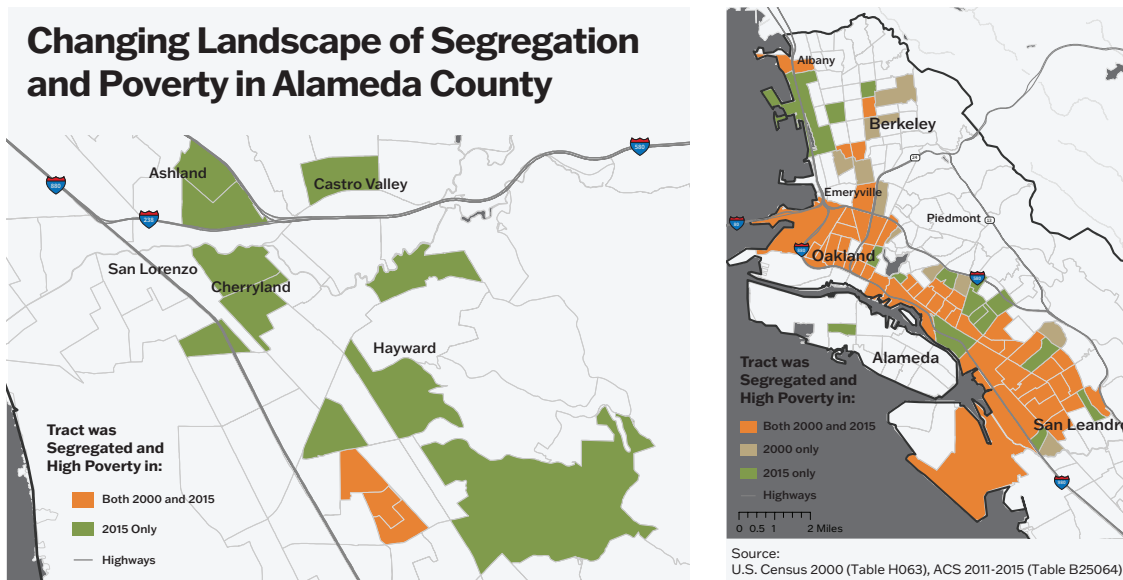 Changing Landscape of Segregation
and Poverty in Alameda County
Ashland
Castro Valley
580
880
238
San Lorenzo
Cherryland
Hayward
Tract was
Segregated and
High Poverty in:
Both 2000 and 2015
2015 Only
Highways
Albany
Berkeley
24
Emeryville
Piedmont
13
80
Oakland
Alameda
San Leandro
Tract was
Segregated and
High Poverty in:
Both 2000 and 2015
2000 only
2015 only
Highways
0 0.5 1 2 Miles
Source:
U.S. Census 2000 (Table H063), ACS 2011-2015 (Table B25064)